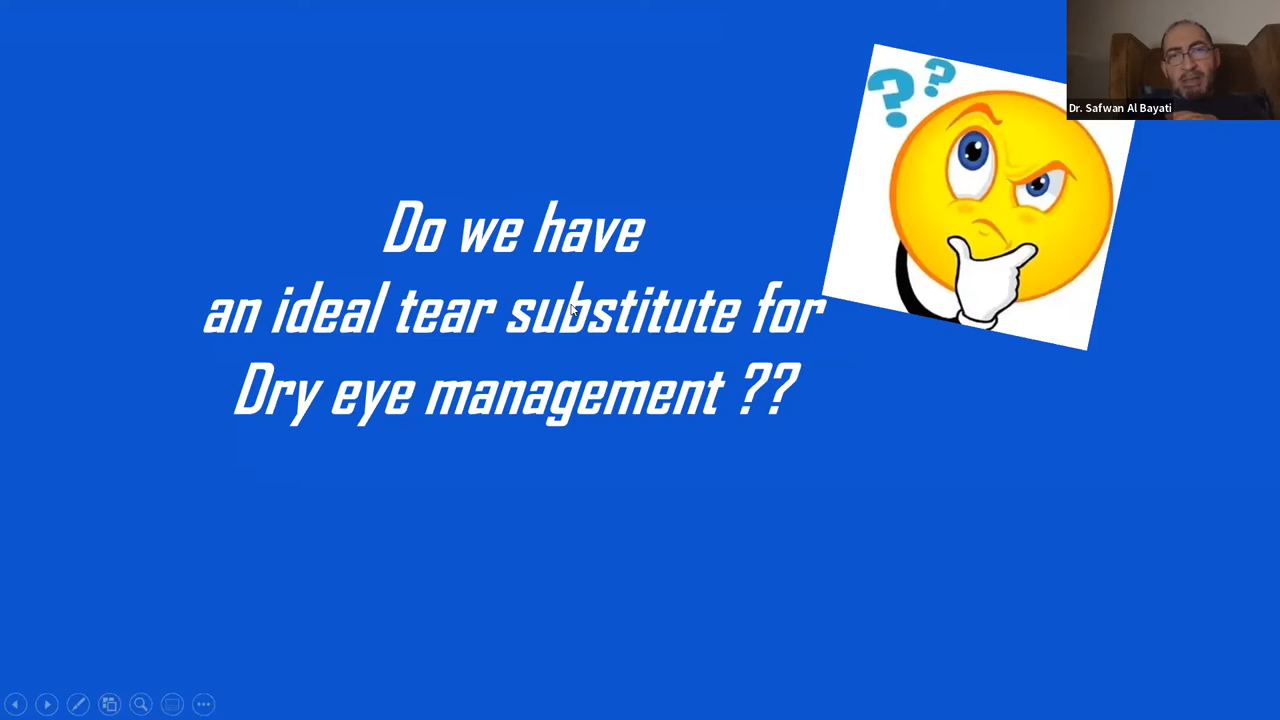 Dr. Safwan Al Bayati
Do we have
an ideal tear substitute for
Dry eye management ??
? ?